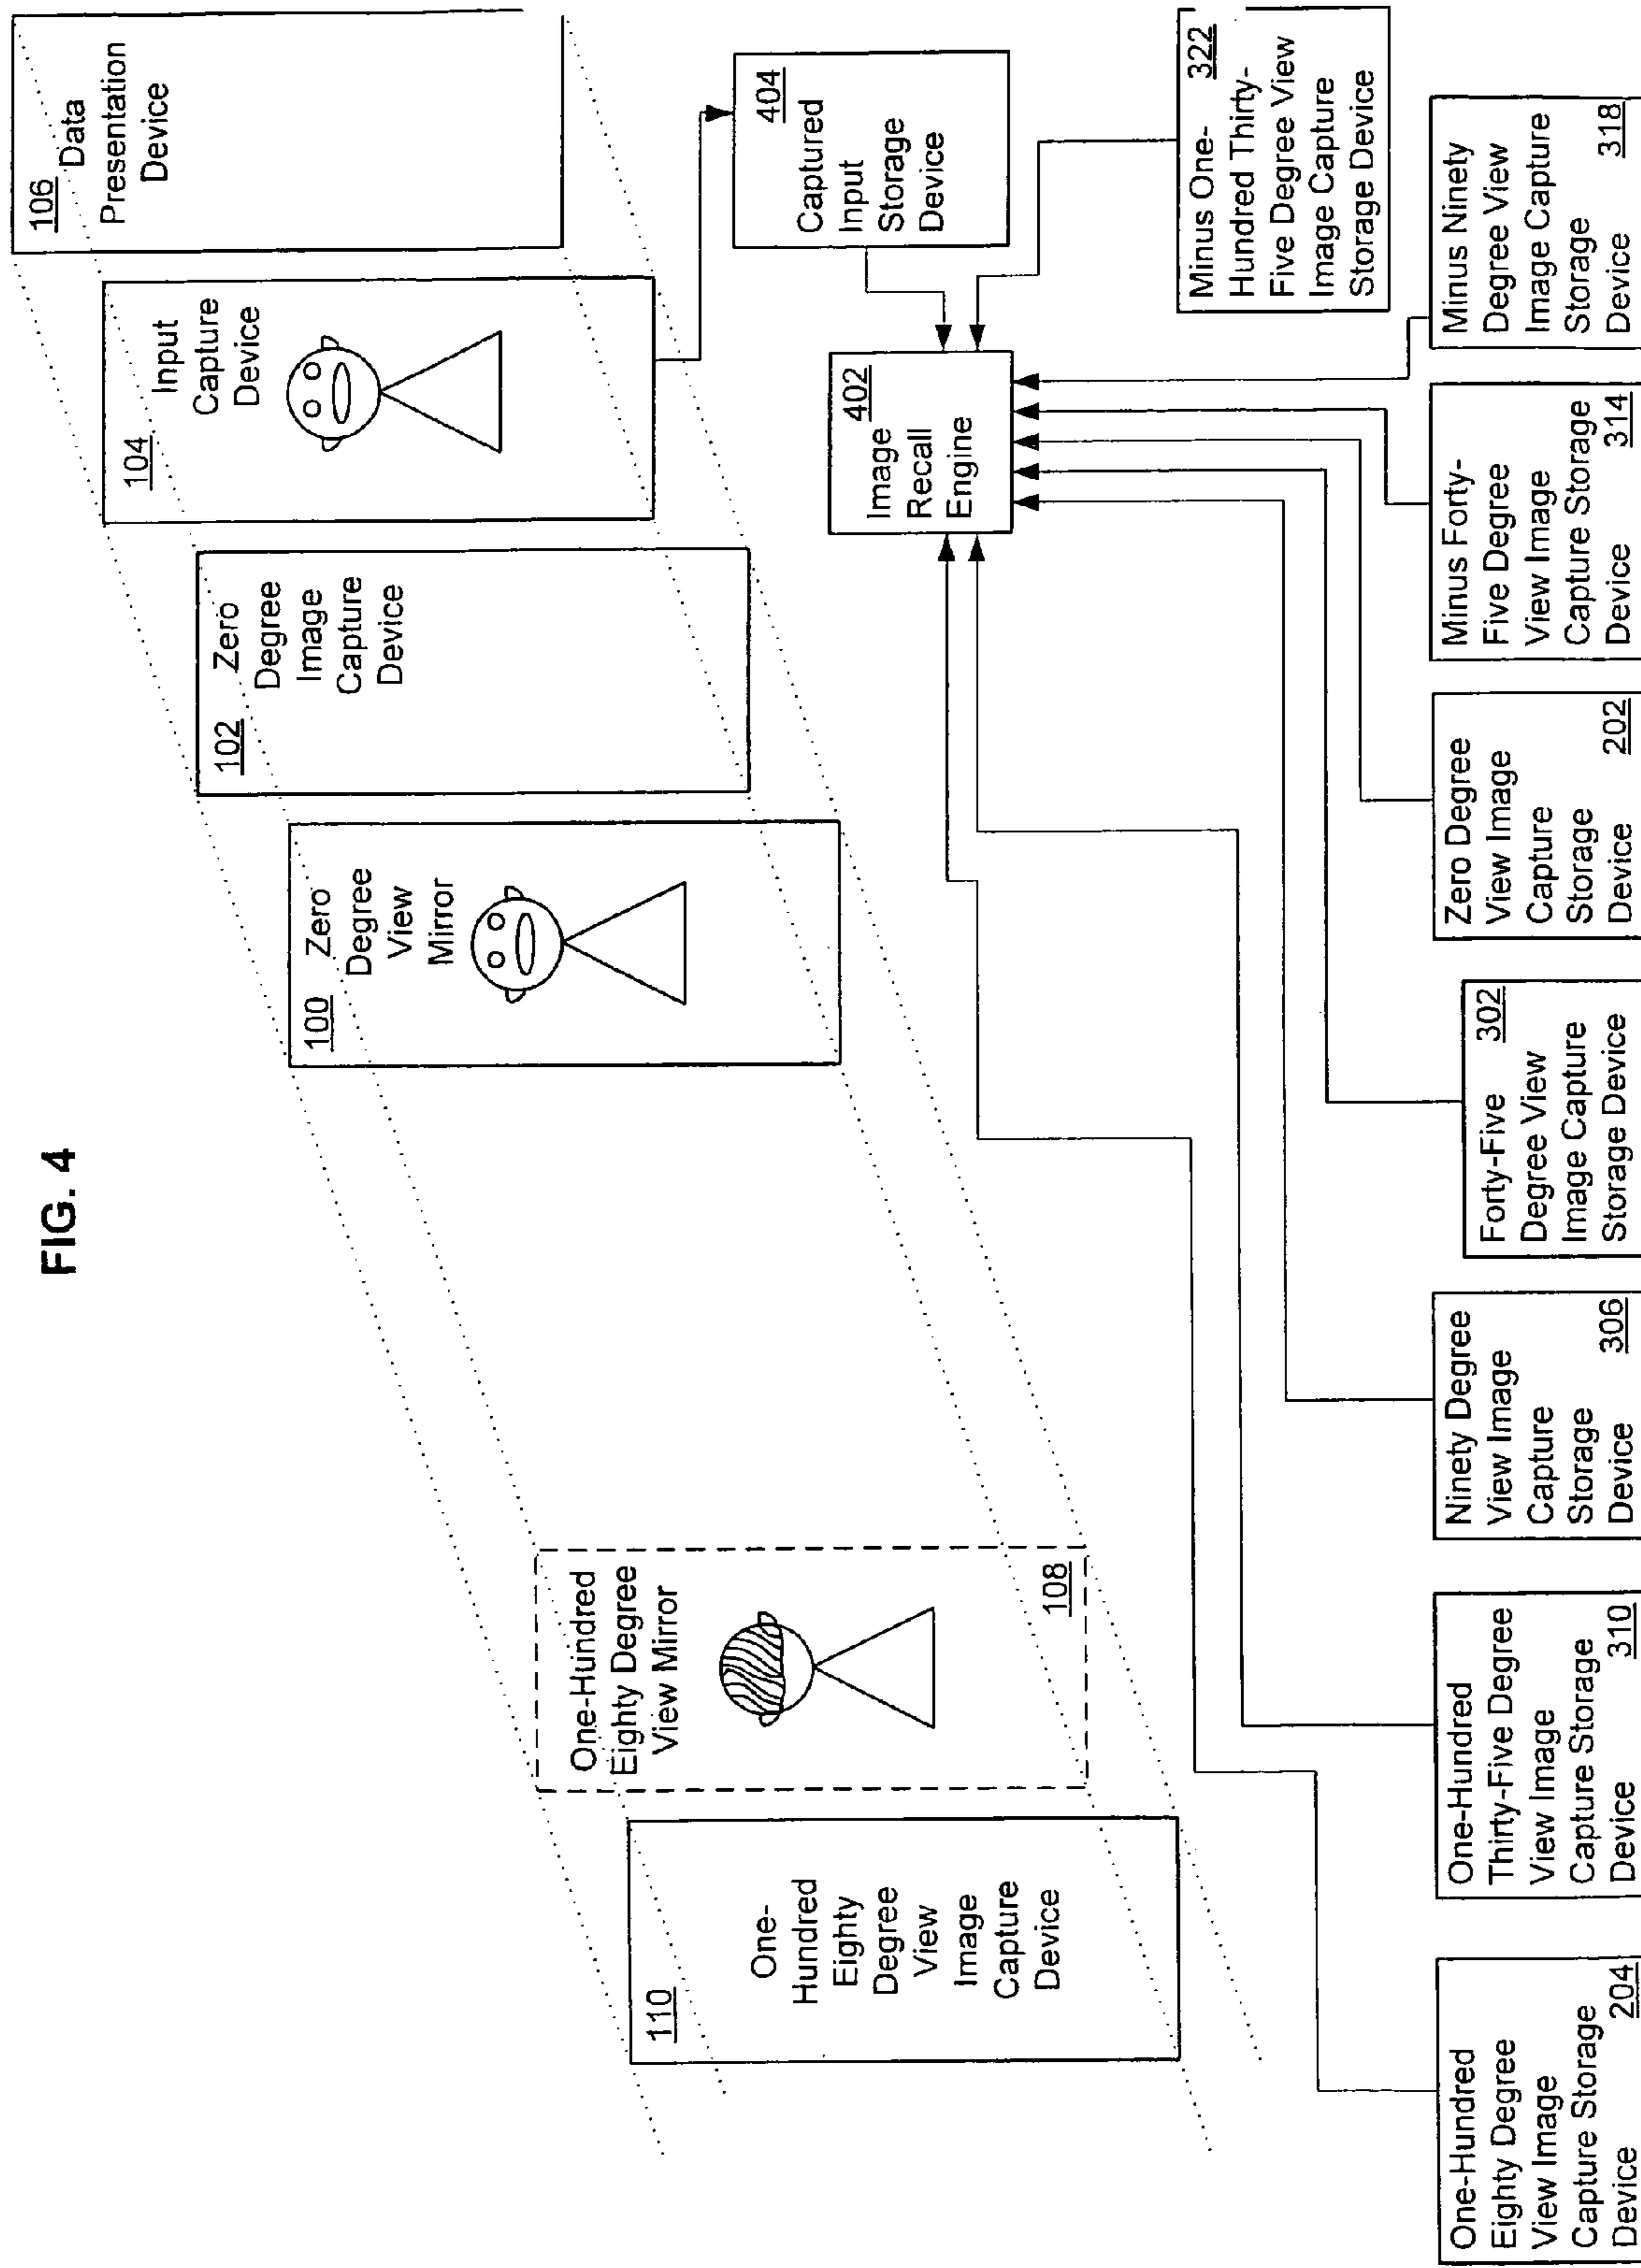 FIG. 4
110
One-
Hundred
Eighty
Degree
View
Image
Capture
Device
One-Hundred
Eighty Degree
View Mirror
108
100 Zero
Degree
View
Mirror
102 Zero
Degree
Image
Capture
Device
104
Input
Capture
Device
106 Data
Presentation
Device
404
Captured
Input
Storage
Device
402
Image
Recall
Engine
One-Hundred
Eighty Degree
View Image
Capture Storage
Device 204
One-Hundred
Thirty-Five Degree
View Image
Capture Storage
Device 310
Ninety Degree
View Image
Capture
Storage
Device 306
Forty-Five 302
Degree View
Image Capture
Storage Device
Zero Degree
View Image
Capture
Storage
Device 202
Minus Forty-
Five Degree
View Image
Capture Storage
Device 314
Minus Ninety
Degree View
Image Capture
Storage
Device 318
Minus One- 322
Hundred Thirty-
Five Degree View
Image Capture
Storage Device